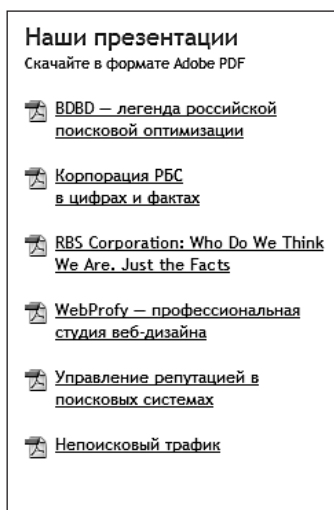 Наши презентации
Скачайте в формате Adobe PDF
BDBD — легенда российской
поисковой оптимизации
Корпорация РБС
в цифрах и фактах
RBS Corporation: Who Do We Think
We Are. Just the Facts
WebProfy — профессиональная
студия веб-дизайна
Управление репутацией в
поисковых системах
Непоисковый трафик